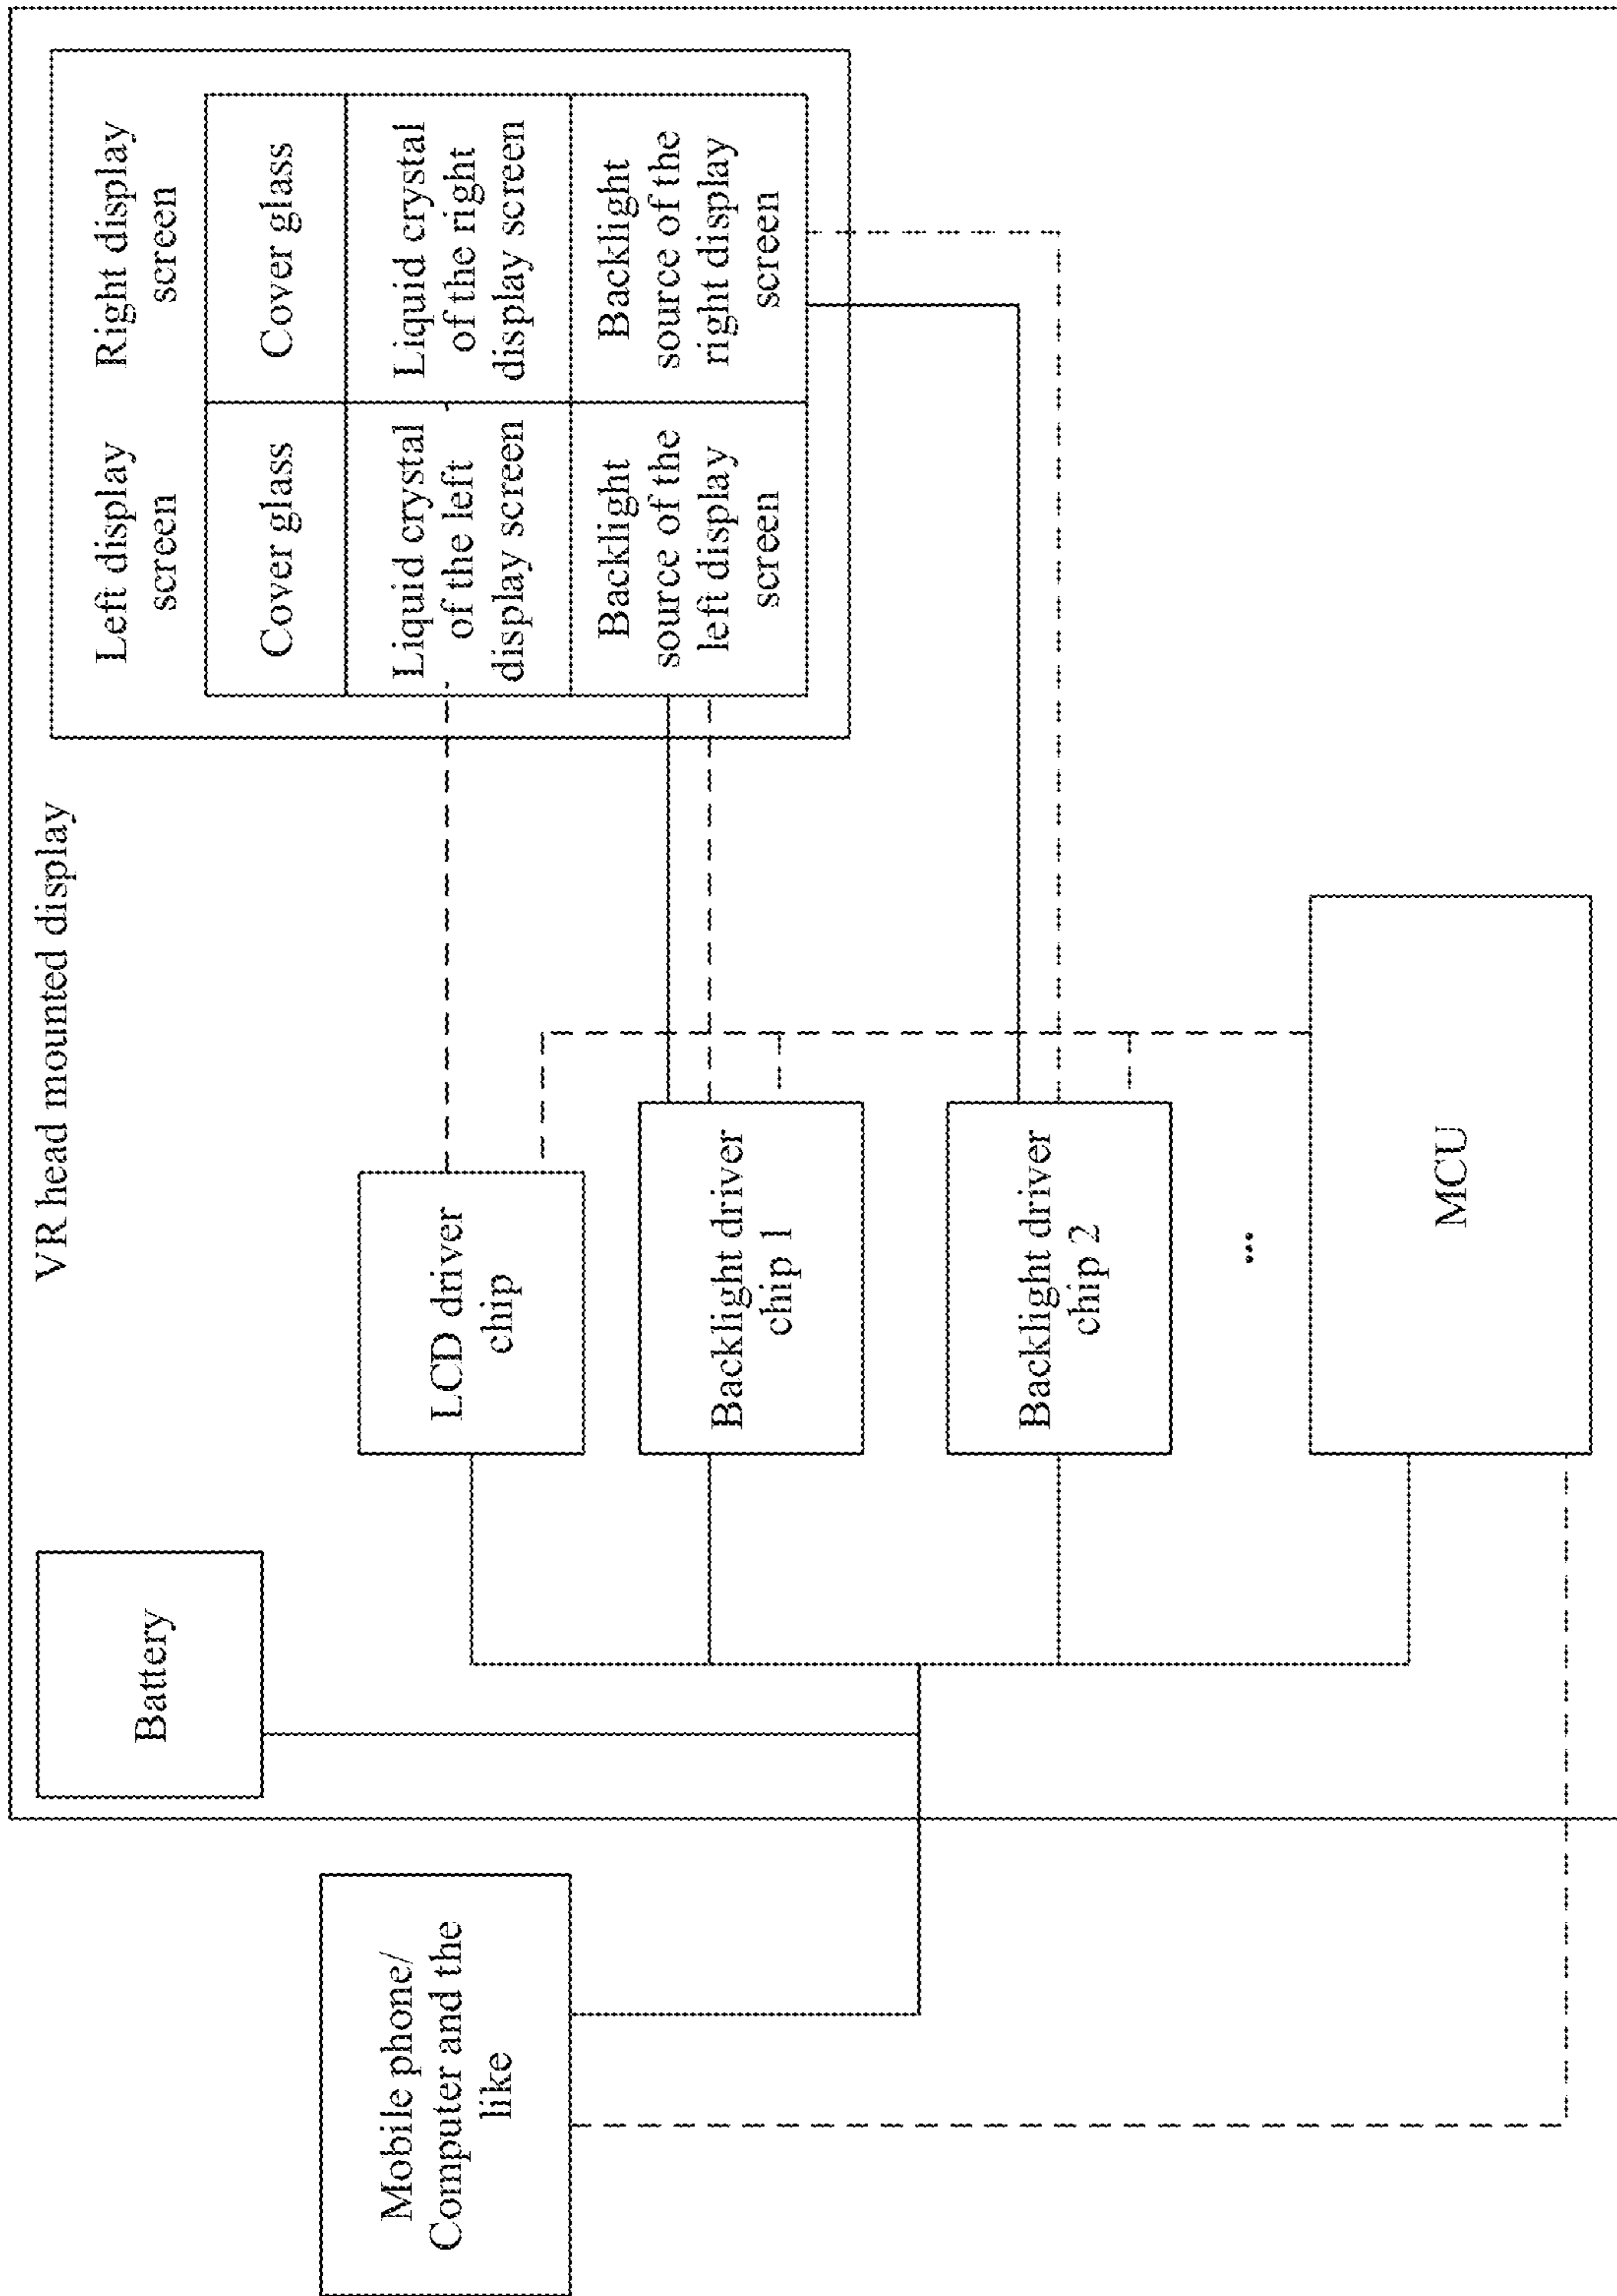 VR head mounted display
Battery
Mobile phone/
Computer and the
like
LCD driver
chip
Backlight driver
chip 1
Backlight driver
chip 2
...
MCU
Left display
screen
Right display
screen
Cover glass
Cover glass
Liquid crystal
of the left
display screen
Liquid crystal
of the right
display screen
Backlight
source of the
left display
screen
Backlight
source of the
right display
screen